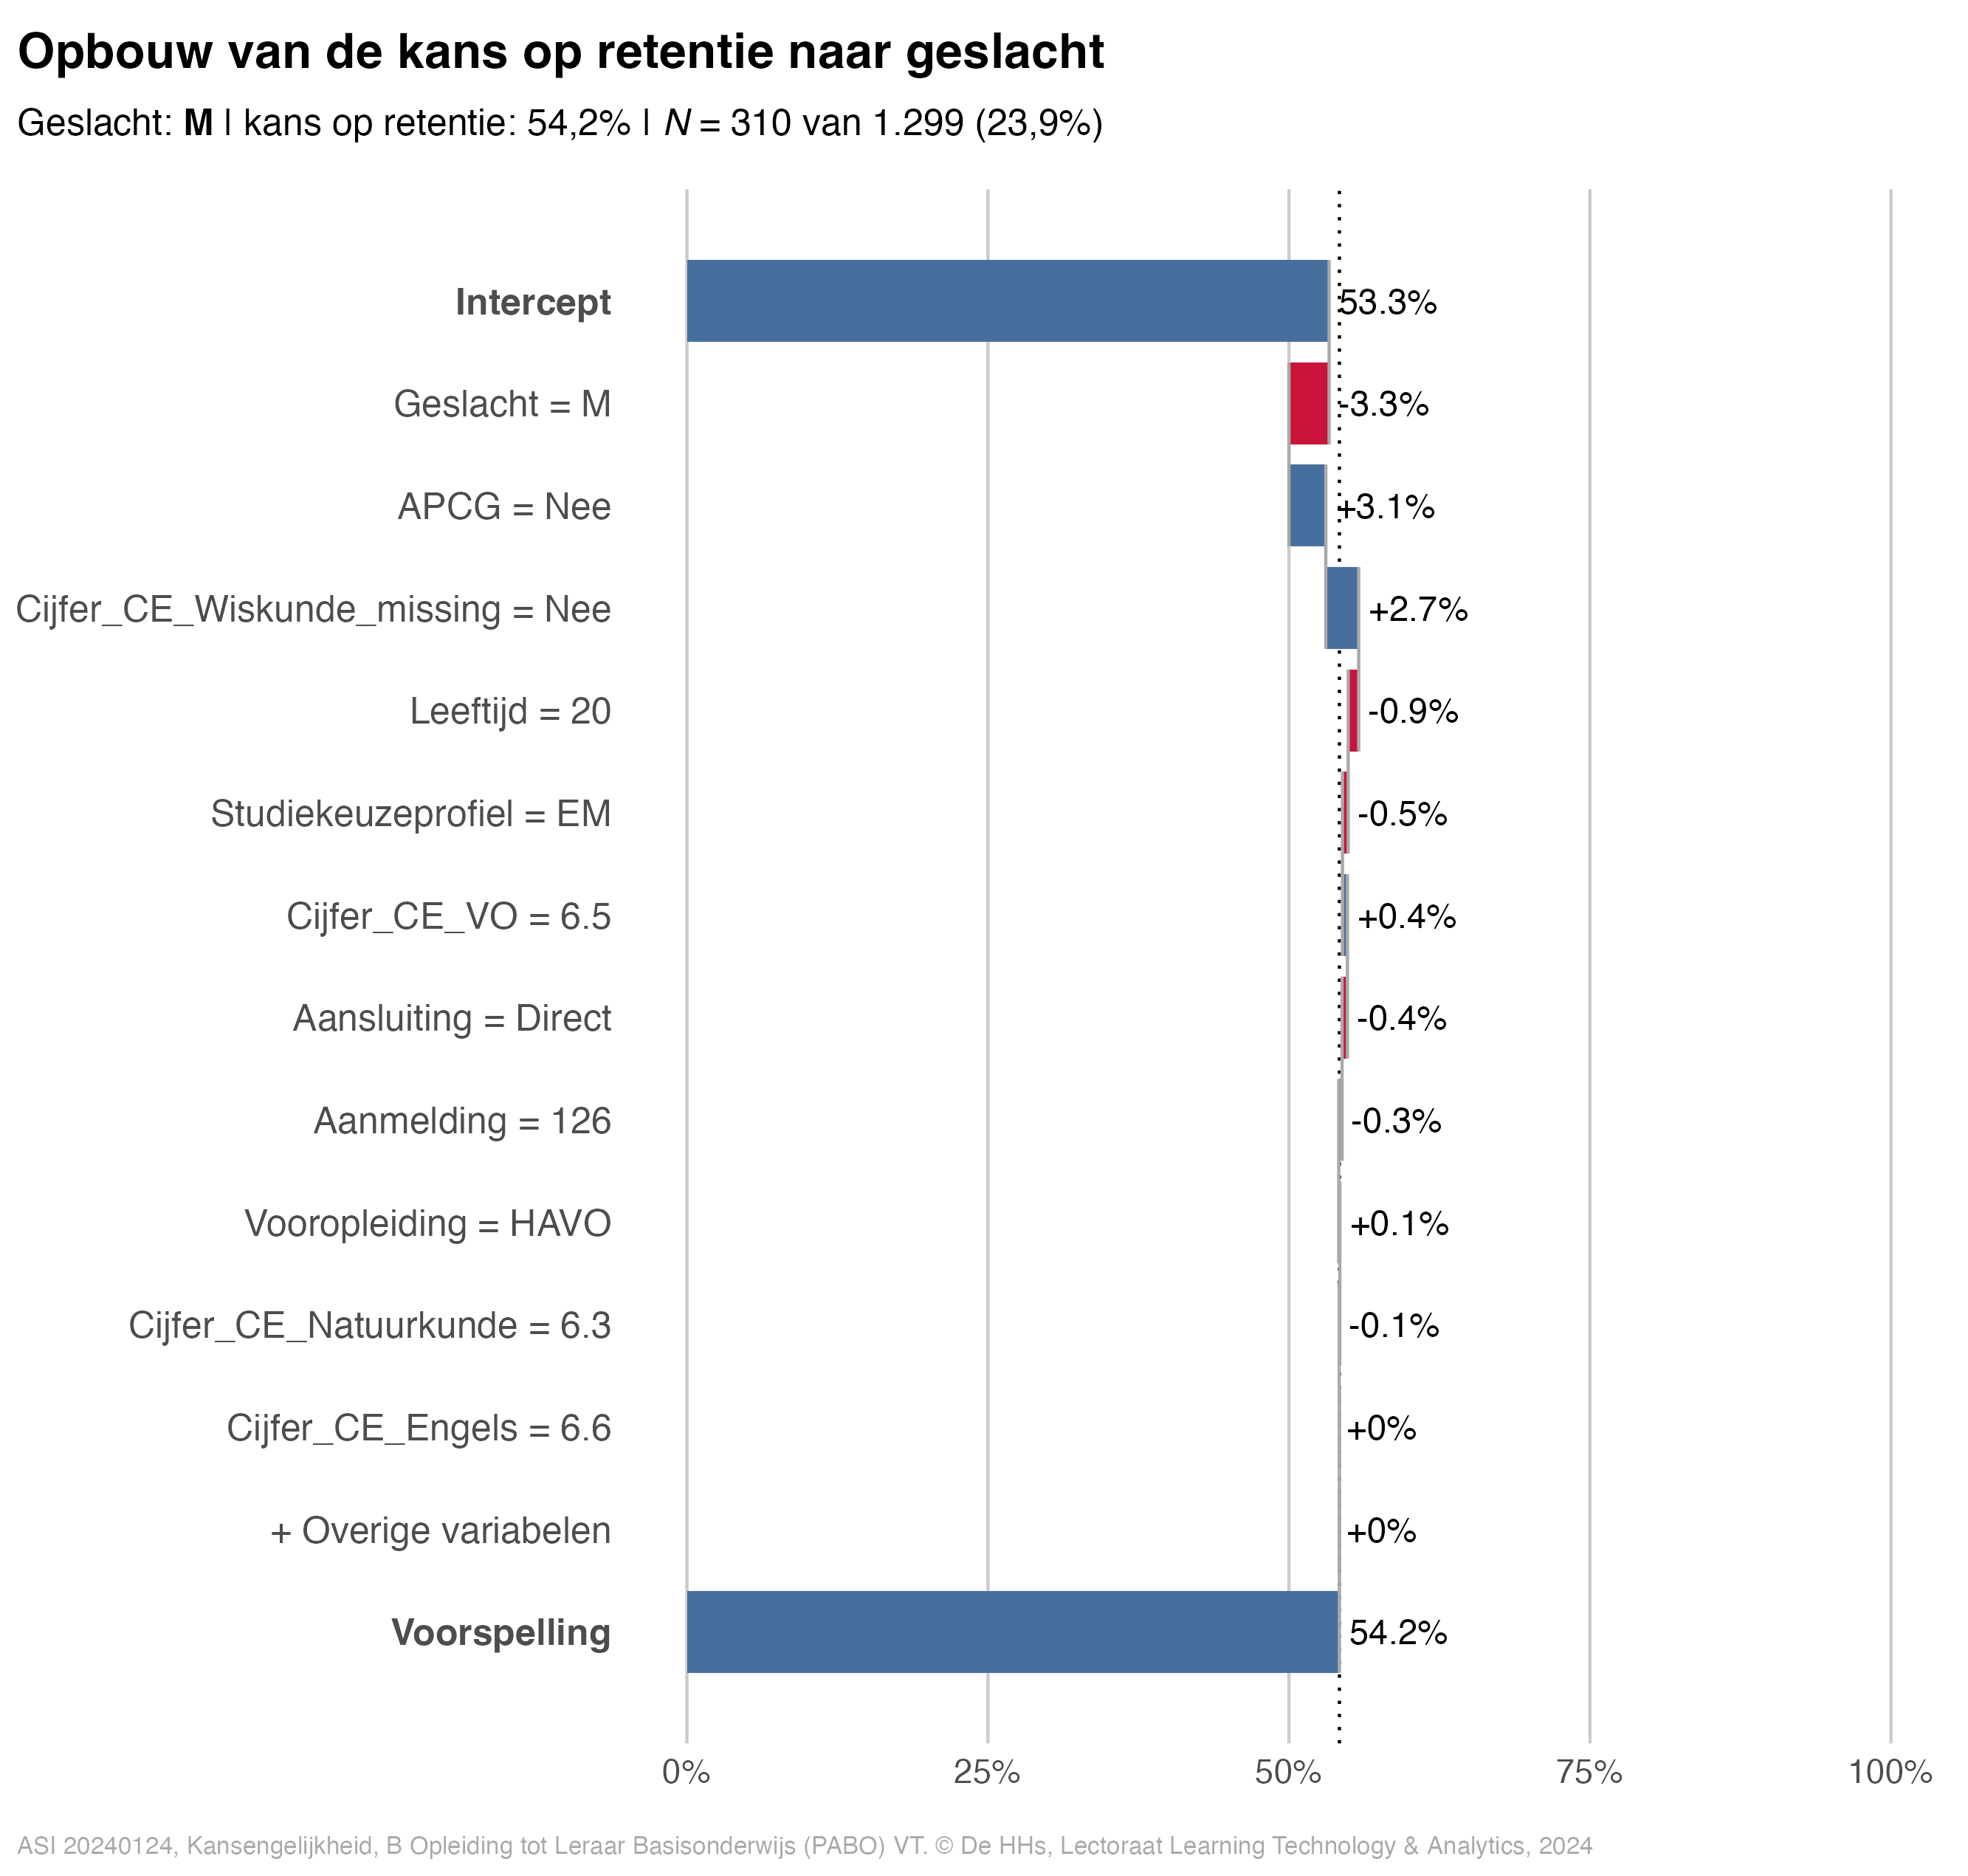 Opbouw van de kans op retentie naar geslacht
Geslacht: M | kans op retentie: 54,2% | N = 310 van 1.299 (23,9%)
Intercept 53.3%
Geslacht = M -3.3%
APCG = Nee +3.1%
Cijfer_CE_Wiskunde_missing = Nee +2.7%
Leeftijd = 20 -0.9%
Studiekeuzeprofiel = EM -0.5%
Cijfer_CE_VO = 6.5 +0.4%
Aansluiting = Direct -0.4%
Aanmelding = 126 -0.3%
Vooropleiding = HAVO +0.1%
Cijfer_CE_Natuurkunde = 6.3 -0.1%
Cijfer_CE_Engels = 6.6 +0%
+ Overige variabelen +0%
Voorspelling 54.2%
0% 25% 50% 75% 100%
ASI 20240124, Kansengelijkheid, B Opleiding tot Leraar Basisonderwijs (PABO) VT. © De HHs, Lectoraat Learning Technology & Analytics, 2024